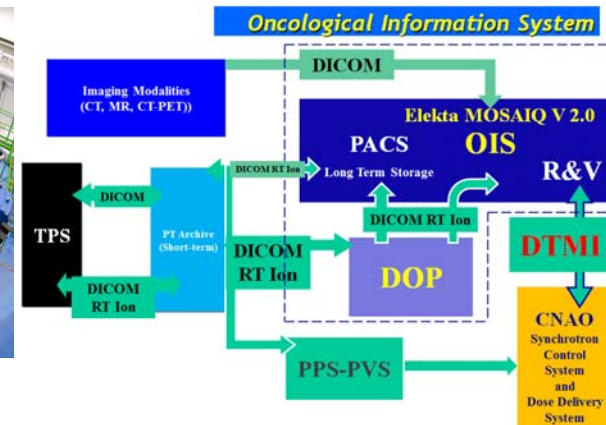 Oncological Information System
DICOM
Imaging Modalities
(CT, MR, CT-PET))
Elekta MOSAIQ V 2.0
PACS
OIS
Long Term Storage
R&V
DICOM RT Ion
DICOM
TPS
PT Archive
(Short-term)
DICOM
RT Ion
DICOM
RT Ion
DICOM RT Ion
DOP
DTMI
PPS-PVS
CNAO
Synchrotron
Control
System
and
Dose Delivery
System